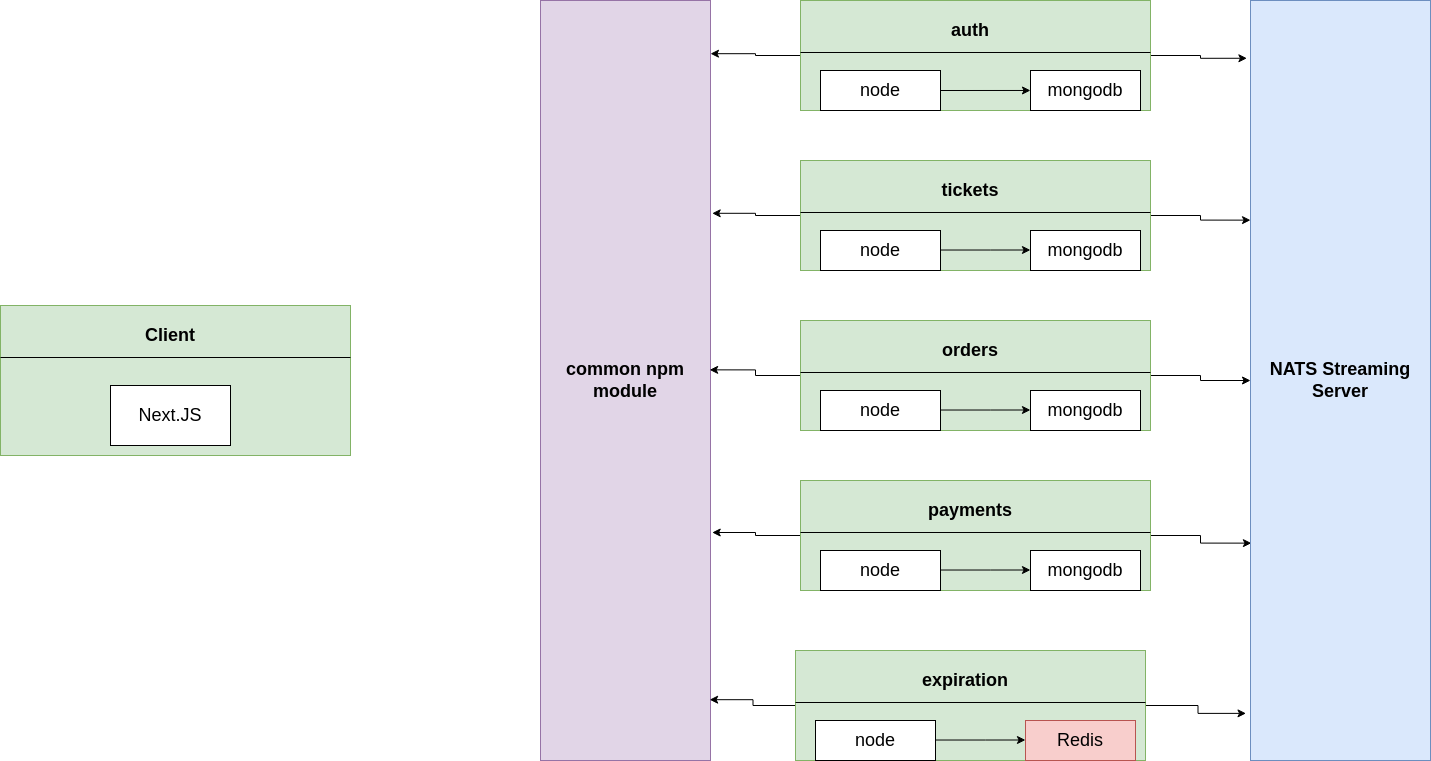 Client
Next.JS
common npm
module
auth
node
mongodb
tickets
node
mongodb
orders
node
mongodb
payments
node
mongodb
expiration
node
Redis
NATS Streaming
Server